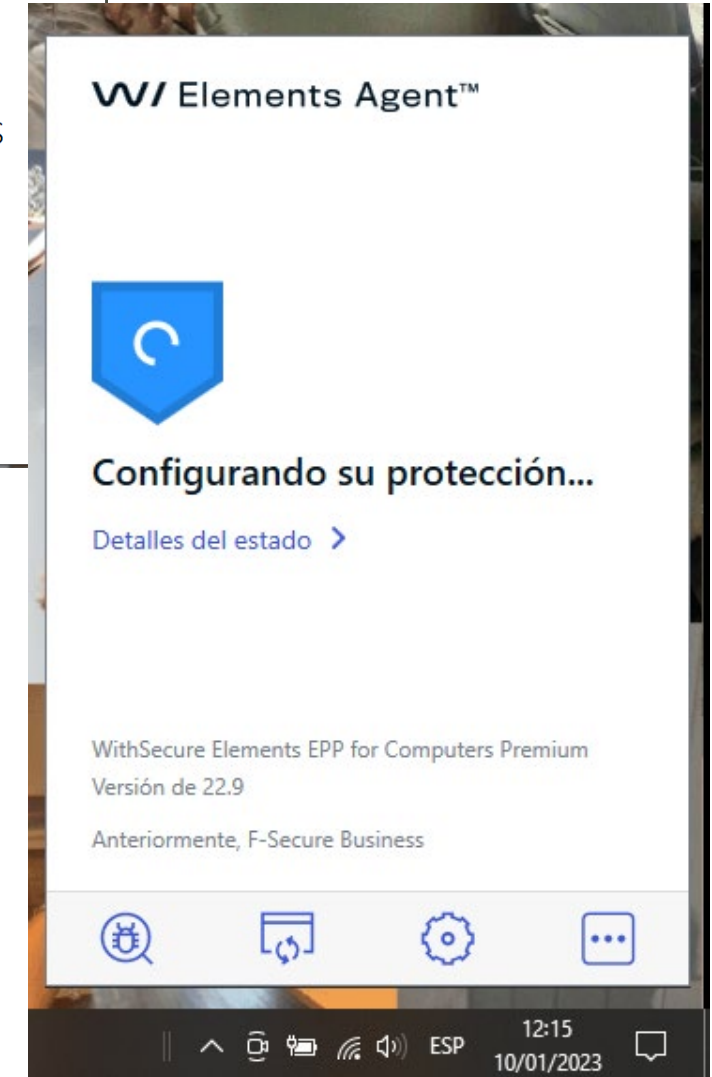 W/ Elements Agent™
s
Configurando su protección...
Detalles del estado
WithSecure Elements EPP for Computers Premium
Versión de 22.9
Anteriormente, F-Secure Business
ESP
12:15
10/01/2023